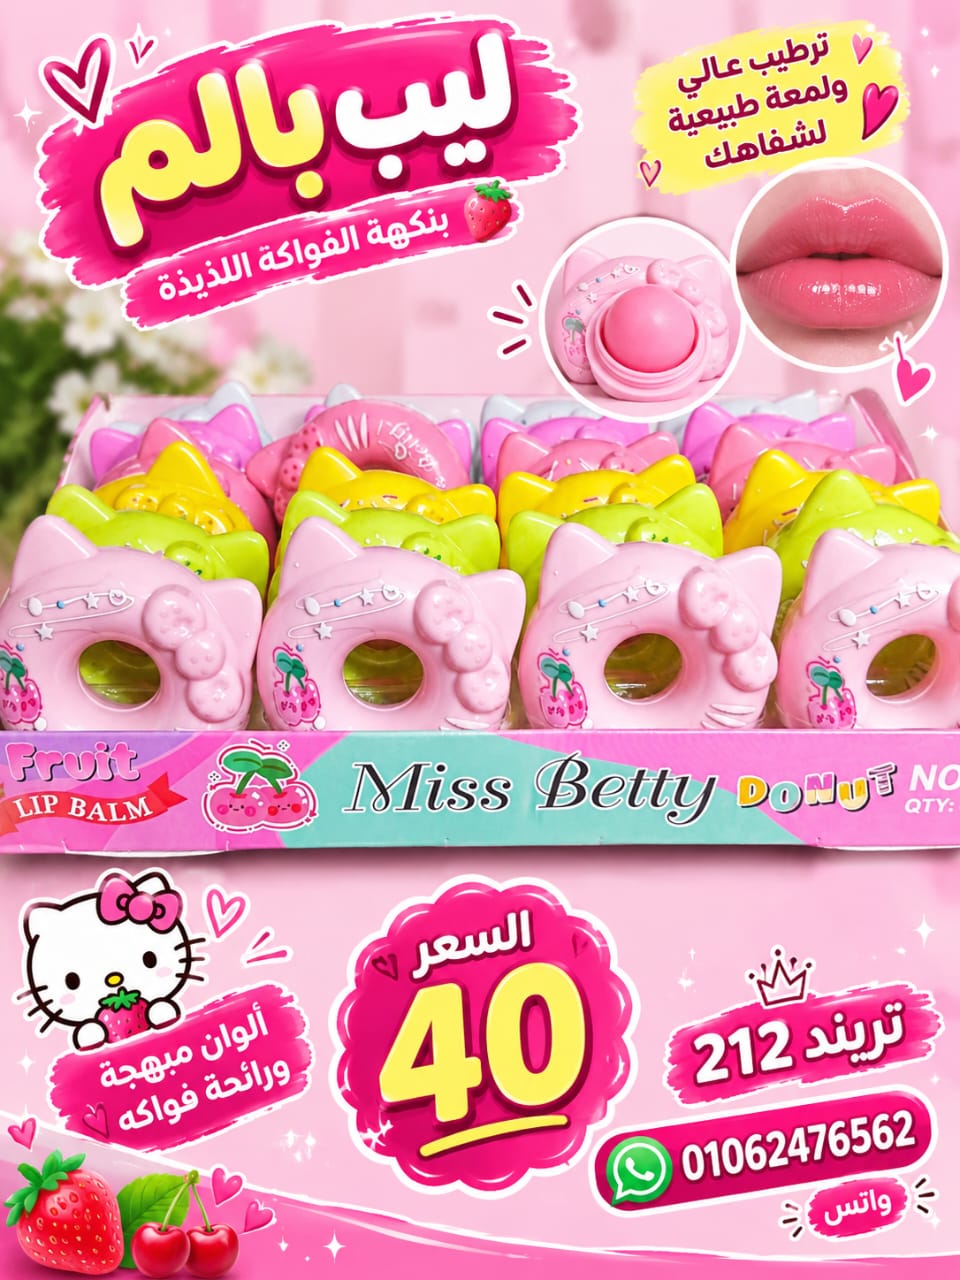 ليب بالم
بنكهة الفواكة اللذيذة
ترطيب عالي
ولمعة طبيعية
لشفاهك
Betty
Fruit
LIP BALM
Miss Betty
DONUT
NO
QTY:
السعر
40
ألوان مبهجة
ورائحة فواكه
تريند 212
01062476562
واتس